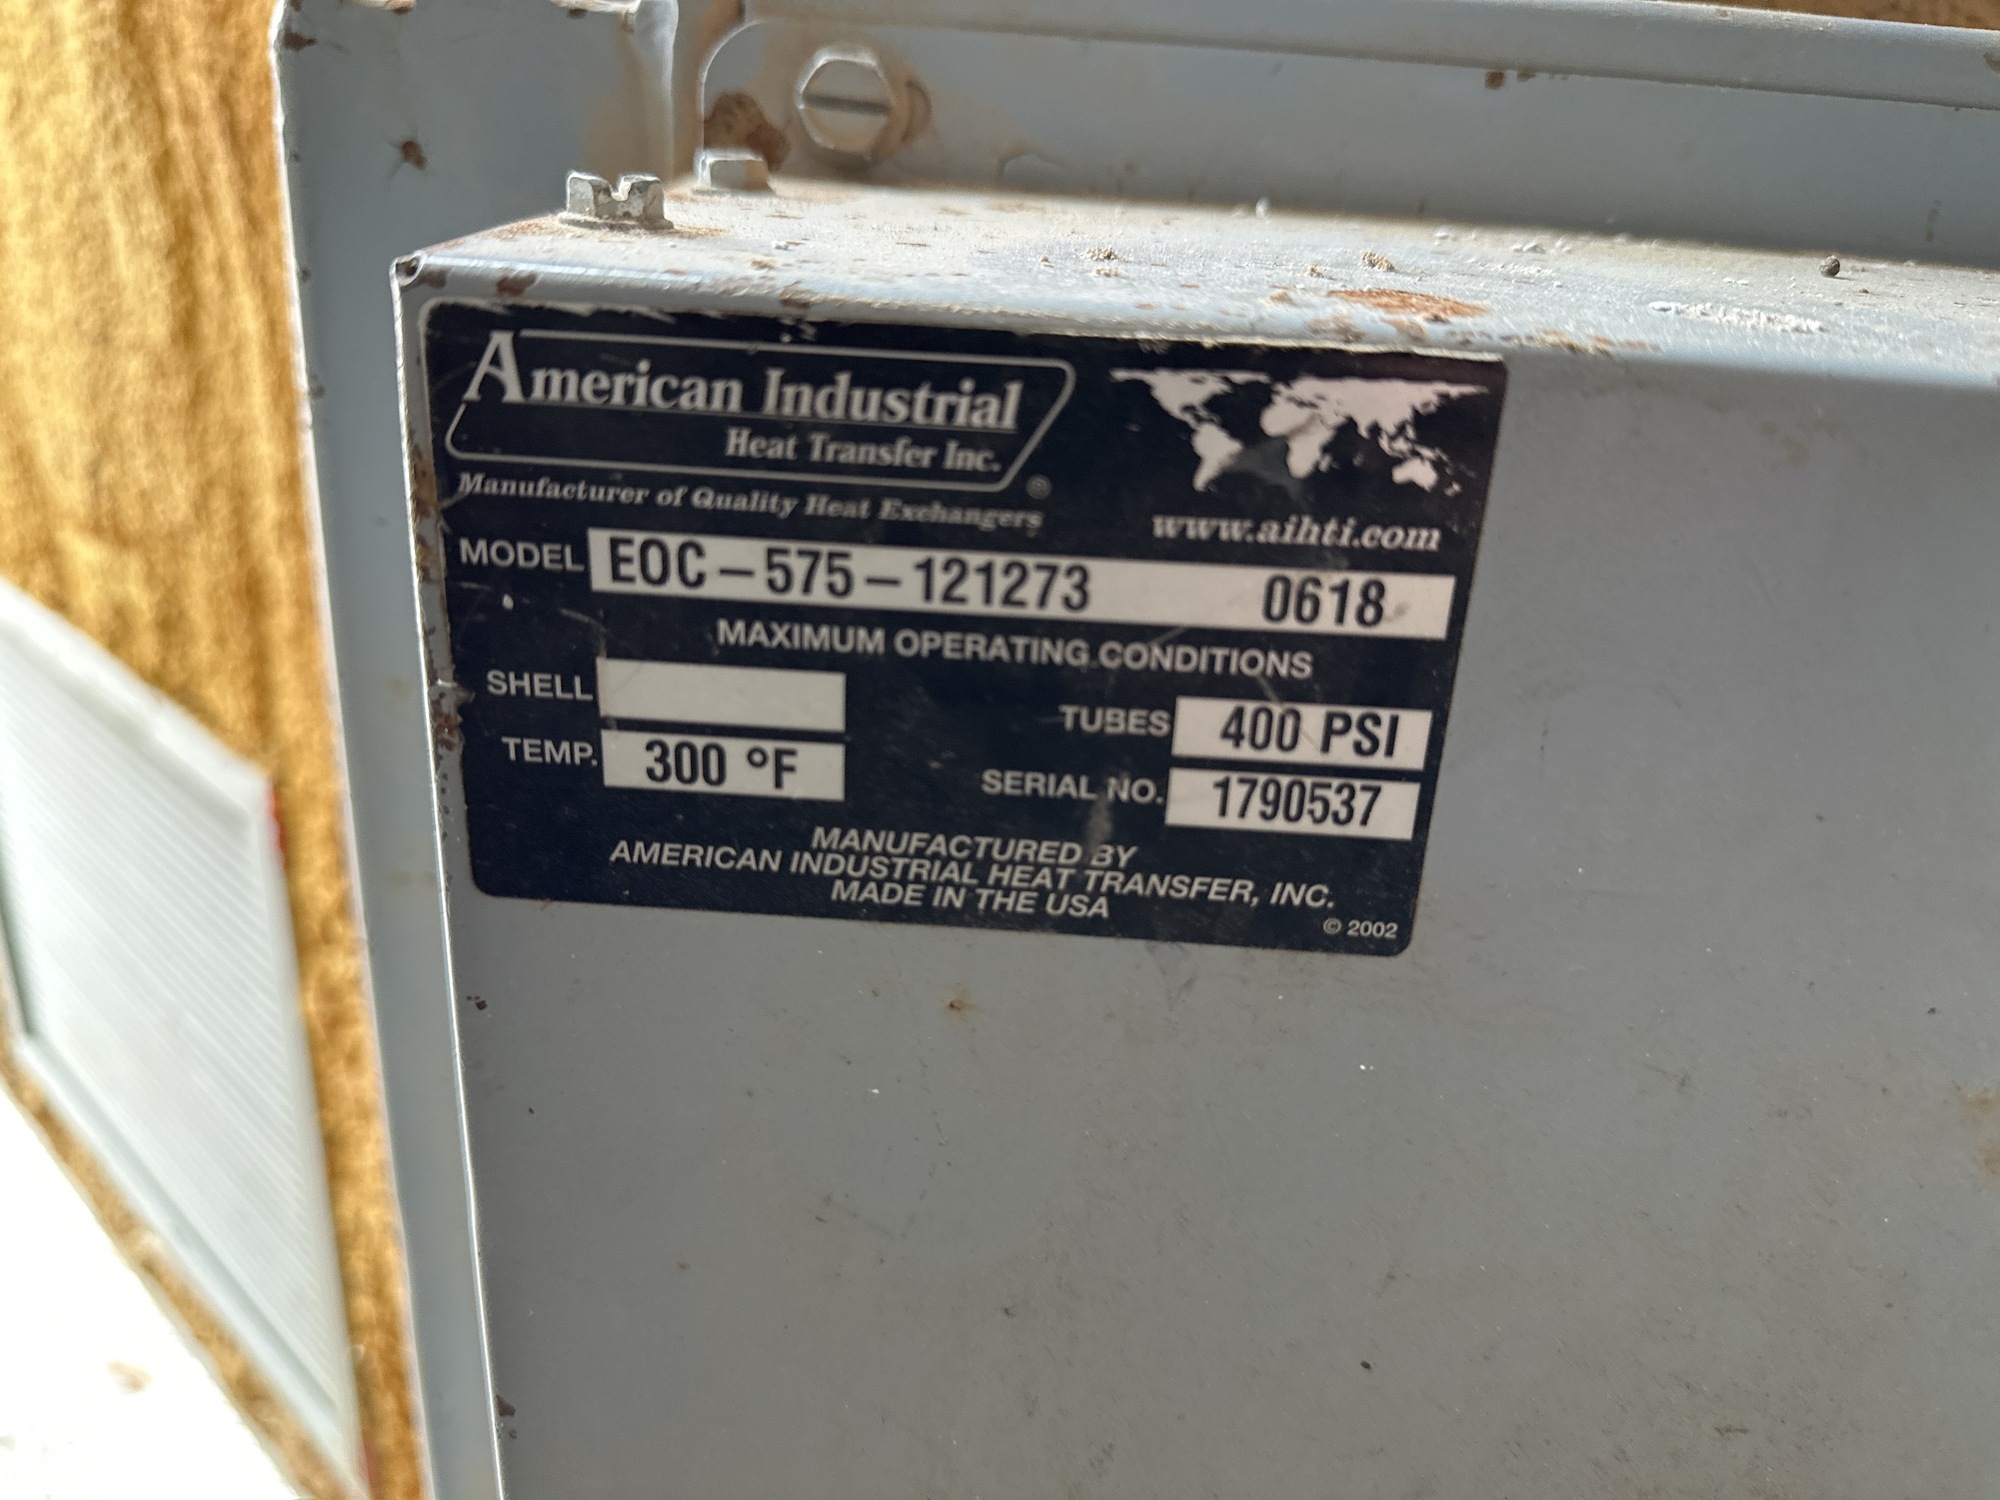 American Industrial
Heat Transfer Inc.
®
Manufacturer of Quality Heat Exchangers
www.aihti.com
MODEL EOC-575-121273 0618
MAXIMUM OPERATING CONDITIONS
SHELL
TUBES 400 PSI
TEMP. 300 °F
SERIAL NO. 1790537
MANUFACTURED BY
AMERICAN INDUSTRIAL HEAT TRANSFER, INC.
MADE IN THE USA
© 2002